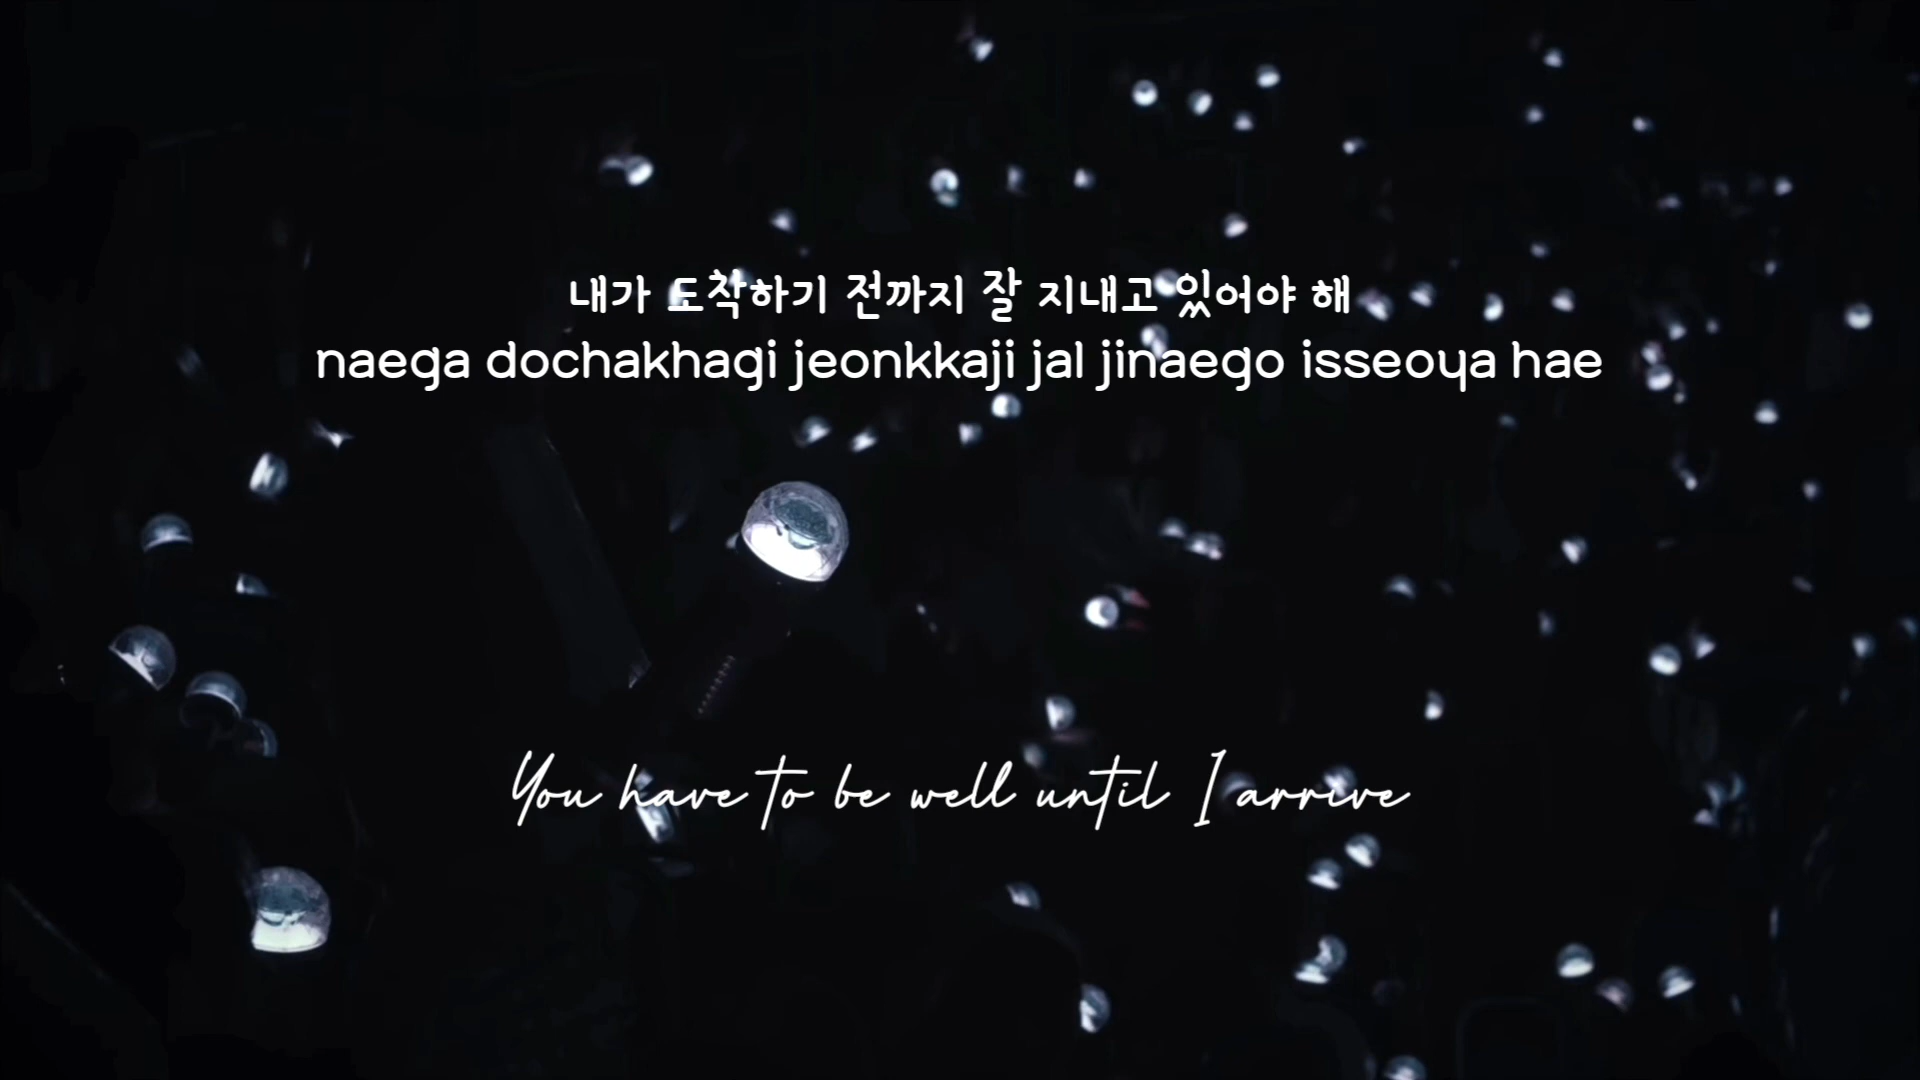 내가 도착하기 전까지 잘 지내고 있어야 해
naega dochakhagi jeonkkaji jal jinaego isseoya hae
You have to be well until I arrive